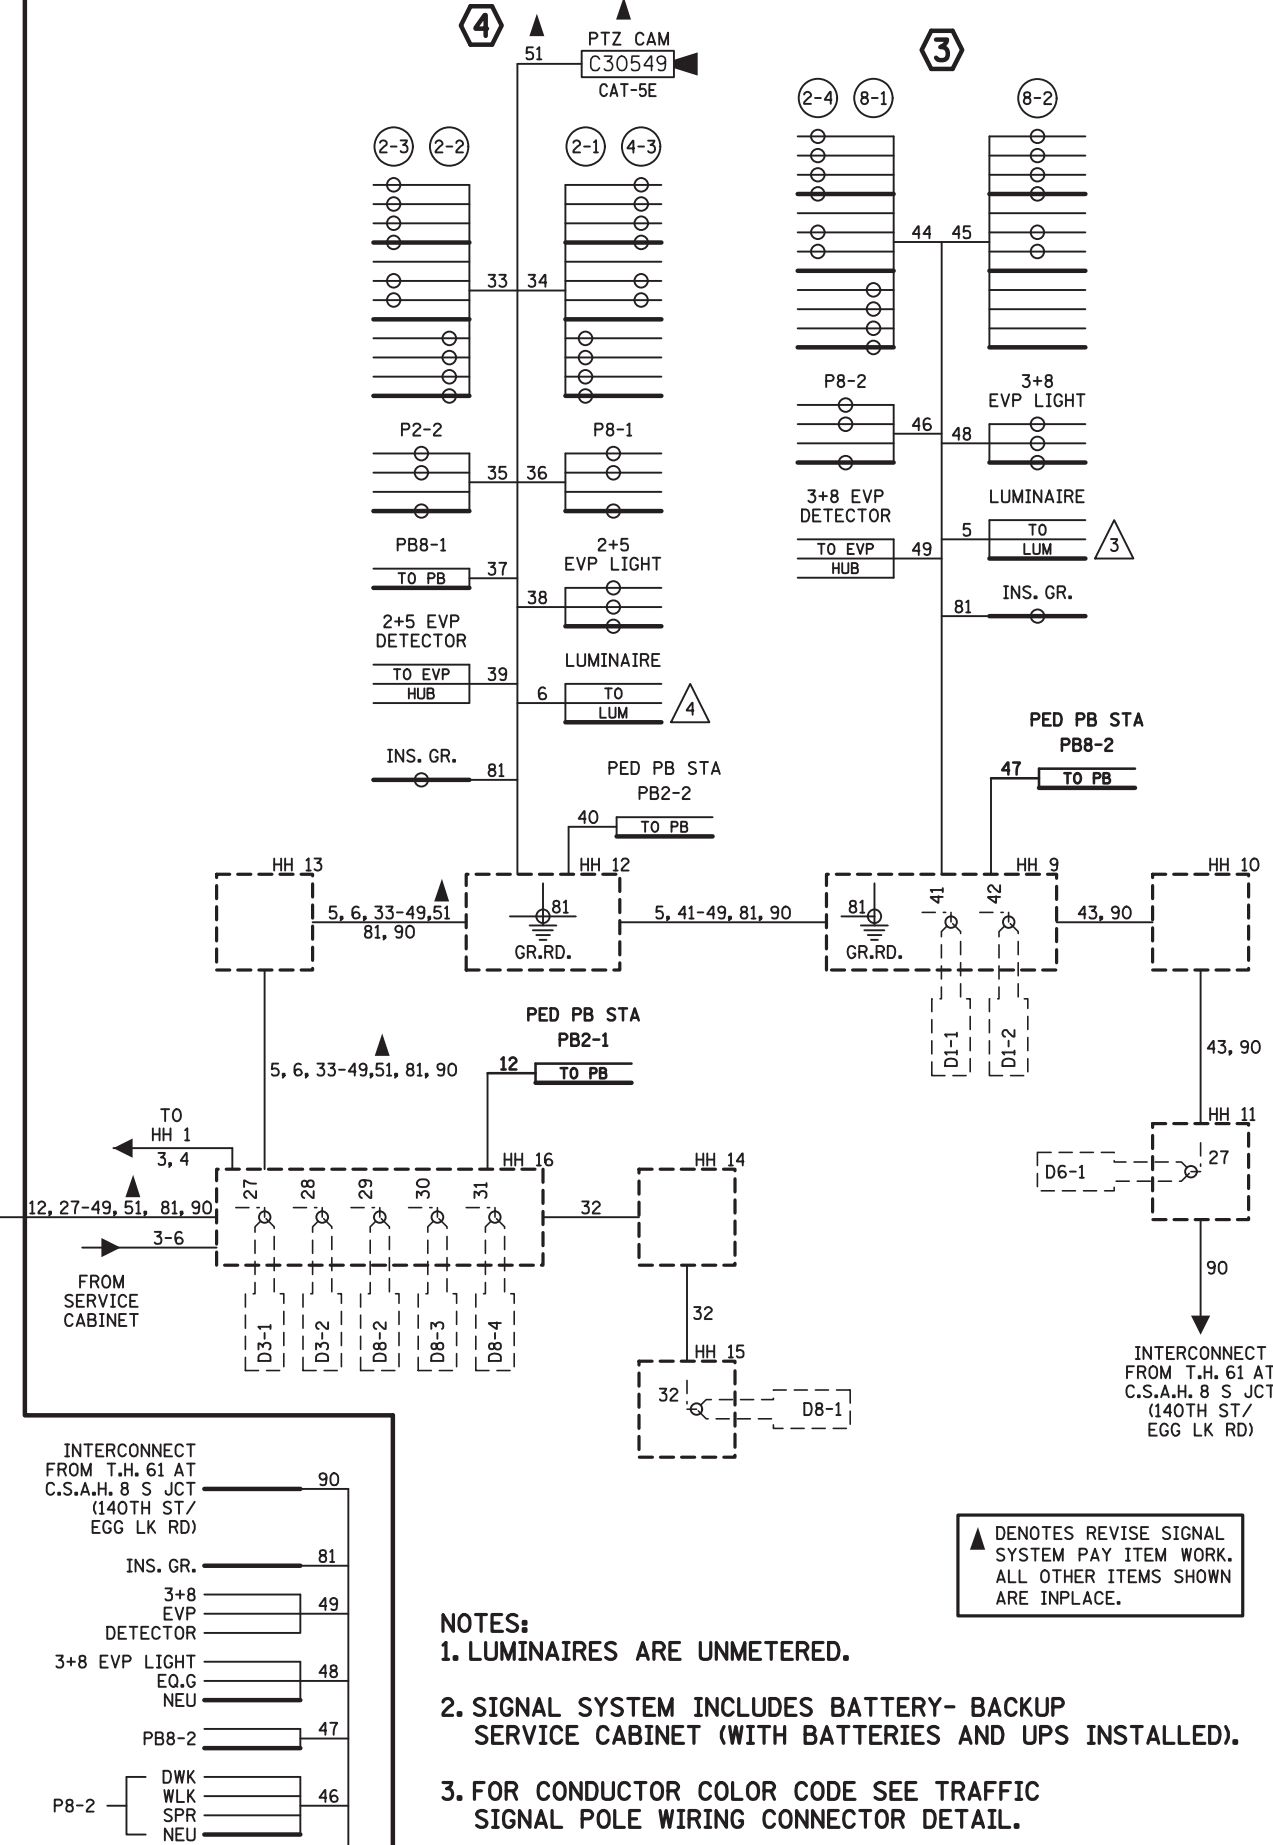 4
51
PTZ CAM
C30549
CAT-5E
3
2-4 8-1
8-2
2-3 2-2
2-1 4-3
44 45
33 34
P2-2
P8-1
35 36
P8-2
46
3+8
EVP LIGHT
48
3+8 EVP
DETECTOR
TO EVP
HUB
49
LUMINAIRE
5
TO
LUM
3
INS. GR.
81
PB8-1
TO PB
37
2+5
EVP LIGHT
38
2+5 EVP
DETECTOR
TO EVP
HUB
39
LUMINAIRE
6
TO
LUM
4
INS. GR.
81
PED PB STA
PB2-2
40
TO PB
PED PB STA
PB8-2
47
TO PB
HH 13
5, 6, 33-49,51
81, 90
HH 12
81
GR.RD.
5, 41-49, 81, 90
HH 9
81
GR.RD.
41
42
D1-1
D1-2
43, 90
HH 10
43, 90
5, 6, 33-49,51, 81, 90
PED PB STA
PB2-1
12
TO PB
TO
HH 1
3, 4
12, 27-49, 51, 81, 90
3-6
FROM
SERVICE
CABINET
HH 16
27
28
29
30
31
D3-1
D3-2
D8-2
D8-3
D8-4
32
HH 14
32
HH 15
32
D8-1
HH 11
27
D6-1
90
INTERCONNECT
FROM T.H. 61 AT
C.S.A.H. 8 S JCT
(140TH ST/
EGG LK RD)
INTERCONNECT
FROM T.H. 61 AT
C.S.A.H. 8 S JCT
(140TH ST/
EGG LK RD)
90
INS. GR.
81
3+8
EVP
DETECTOR
49
3+8 EVP LIGHT
EQ.G
NEU
48
PB8-2
47
P8-2
DWK
WLK
SPR
NEU
46
DENOTES REVISE SIGNAL
SYSTEM PAY ITEM WORK.
ALL OTHER ITEMS SHOWN
ARE INPLACE.
NOTES:
1. LUMINAIRES ARE UNMETERED.
2. SIGNAL SYSTEM INCLUDES BATTERY- BACKUP
SERVICE CABINET (WITH BATTERIES AND UPS INSTALLED).
3. FOR CONDUCTOR COLOR CODE SEE TRAFFIC
SIGNAL POLE WIRING CONNECTOR DETAIL.